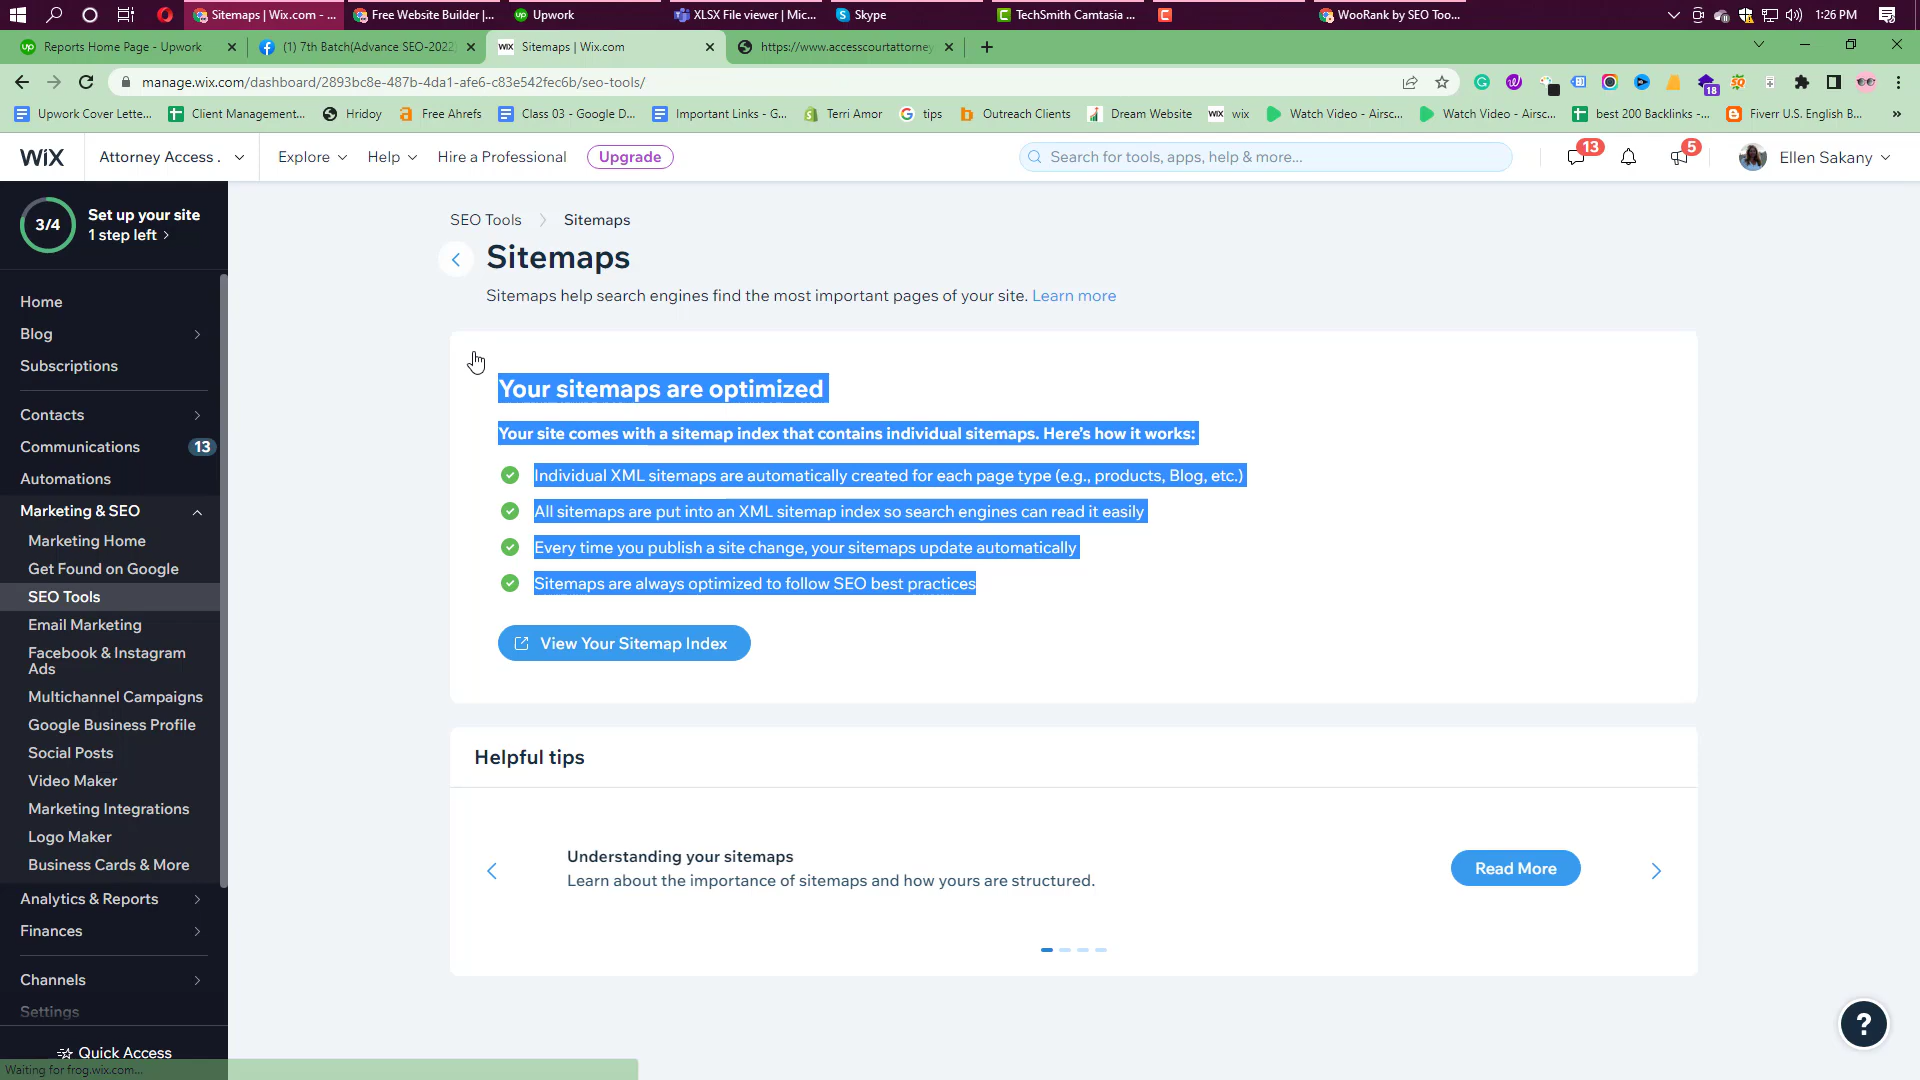 Sitemaps | Wix.com - ...
Free Website Builder |...
Upwork
XLSX File viewer | Mic...
Skype
TechSmith Camtasia ...
WooRank by SEO Too...
1:26 PM
Reports Home Page - Upwork
(1) 7th Batch(Advance SEO-2022)
Sitemaps | Wix.com
https://www.accesscourtattorney
manage.wix.com/dashboard/2893bc8e-487b-4da1-afe6-c83e542fec6b/seo-tools/
18
Upwork Cover Lette...
Client Management...
Hridoy
Free Ahrefs
Class 03 - Google D...
Important Links - G...
Terri Amor
tips
Outreach Clients
Dream Website
wix
Watch Video - Airsc...
Watch Video - Airsc...
best 200 Backlinks -...
Fiverr U.S. English B...
WiX
Attorney Access .
Explore
Help
Hire a Professional
Upgrade
Search for tools, apps, help & more...
13
5
Ellen Sakany
3/4
Set up your site
1 step left >
Home
Blog
Subscriptions
Contacts
Communications
13
Automations
Marketing & SEO
Marketing Home
Get Found on Google
SEO Tools
Email Marketing
Facebook & Instagram
Ads
Multichannel Campaigns
Google Business Profile
Social Posts
Video Maker
Marketing Integrations
Logo Maker
Business Cards & More
Analytics & Reports
Finances
Channels
Settings
Quick Access
Waiting for frog.wix.com...
SEO Tools
Sitemaps
Sitemaps
Sitemaps help search engines find the most important pages of your site. Learn more
Your sitemaps are optimized
Your site comes with a sitemap index that contains individual sitemaps. Here's how it works:
Individual XML sitemaps are automatically created for each page type (e.g., products, Blog, etc.)
All sitemaps are put into an XML sitemap index so search engines can read it easily
Every time you publish a site change, your sitemaps update automatically
Sitemaps are always optimized to follow SEO best practices
View Your Sitemap Index
Helpful tips
Understanding your sitemaps
Learn about the importance of sitemaps and how yours are structured.
Read More
?